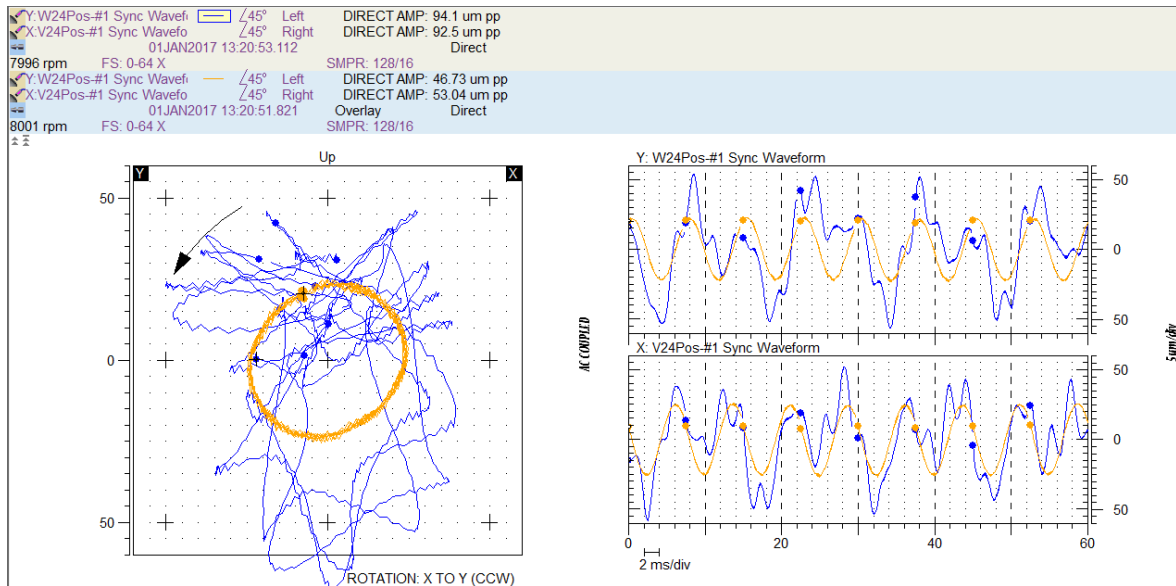 Y:W24Pos-#1 Sync Wavefo ∠45° Left DIRECT AMP: 94.1 um pp
X:V24Pos-#1 Sync Wavefo ∠45° Right DIRECT AMP: 92.5 um pp
01JAN2017 13:20:53.112 Direct
7996 rpm FS: 0-64 X SMPR: 128/16
Y:W24Pos-#1 Sync Wavefo ∠45° Left DIRECT AMP: 46.73 um pp
X:V24Pos-#1 Sync Wavefo ∠45° Right DIRECT AMP: 53.04 um pp
01JAN2017 13:20:51.821 Overlay Direct
8001 rpm FS: 0-64 X SMPR: 128/16
Up
Y X
50
0
50
ROTATION: X TO Y (CCW)
Y: W24Pos-#1 Sync Waveform
50
0
50
AC COUPLED
5um/div
X: V24Pos-#1 Sync Waveform
50
0
50
0 20 40 60
2 ms/div